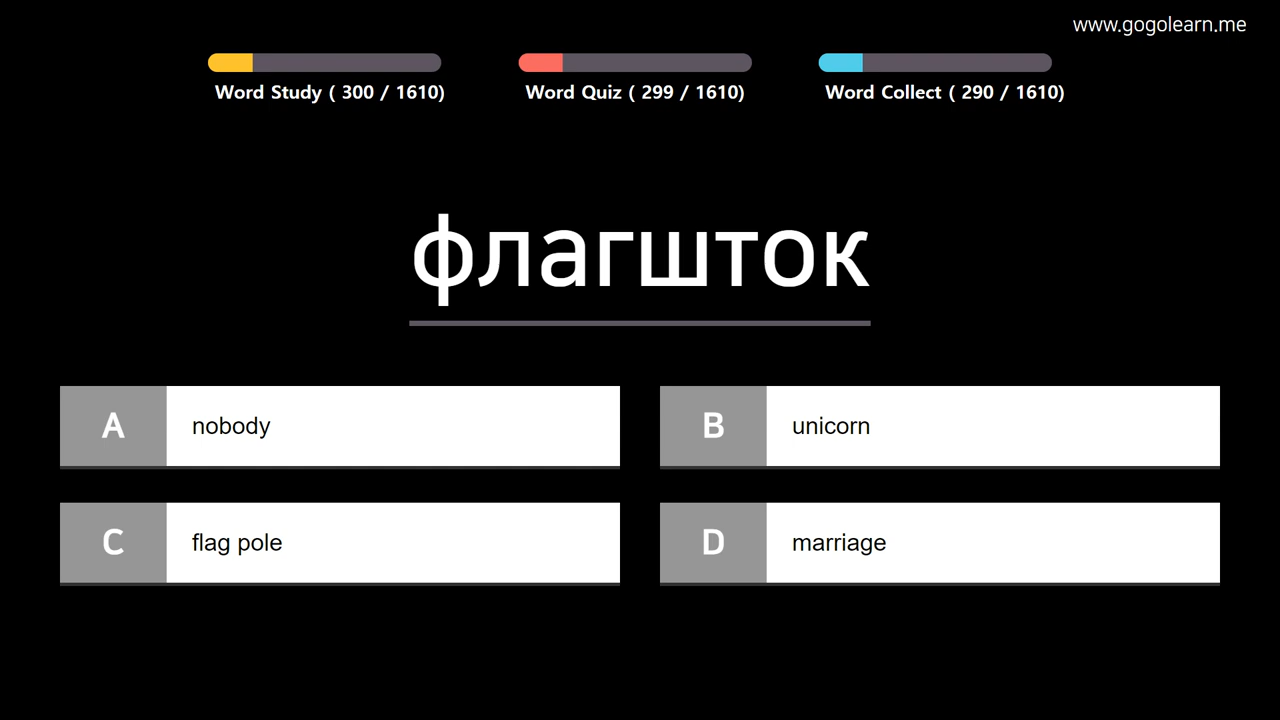 www.gogolearn.me
Word Study ( 300 / 1610)
Word Quiz ( 299 / 1610)
Word Collect ( 290 / 1610)
флагшток
A nobody
B unicorn
C flag pole
D marriage